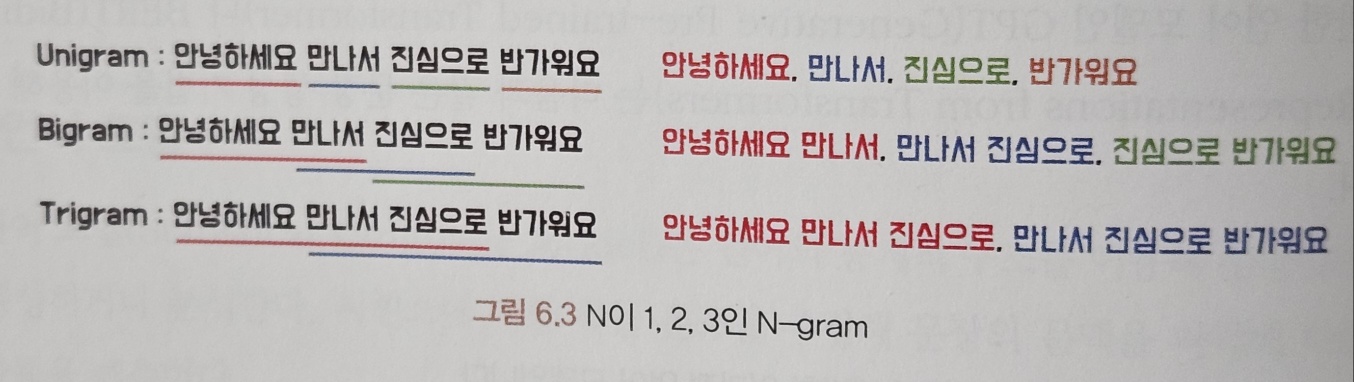 Unigram : 안녕하세요 만나서 진심으로 반가워요 안녕하세요, 만나서, 진심으로, 반가워요
Bigram : 안녕하세요 만나서 진심으로 반가워요 안녕하세요 만나서, 만나서 진심으로, 진심으로 반가워요
Trigram : 안녕하세요 만나서 진심으로 반가워요 안녕하세요 만나서 진심으로, 만나서 진심으로 반가워요
그림 6.3 N이 1, 2, 3인 N-gram